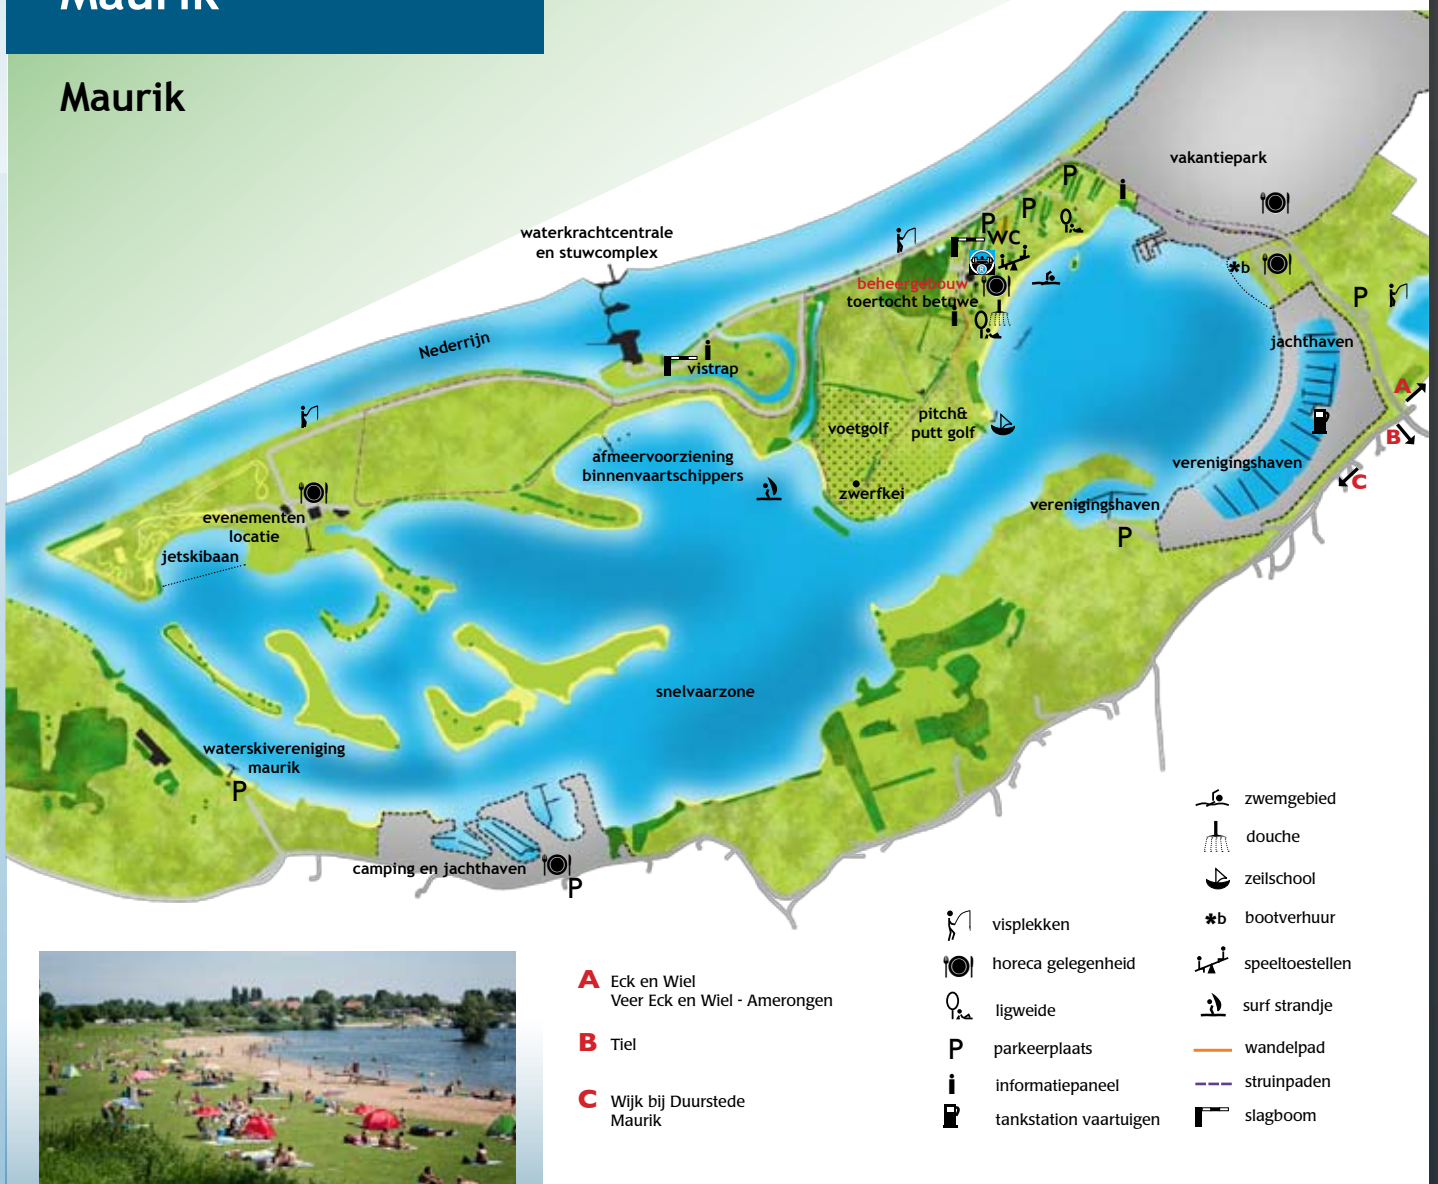 Maurik
Maurik
vakantiepark
waterkrachtcentrale
en stuwcomplex
P
i
P
P
WC
beheergebouw
toertocht betuwe
i
*b
P
Nederrijn
i
vistrap
jachthaven
A
B
C
pitch&
putt golf
voetgolf
afmeervoorziening
binnenvaartschippers
verenigingshaven
zwerfkei
verenigingshaven
P
evenementen
locatie
jetskibaan
snelvaarzone
waterskivereniging
maurik
P
camping en jachthaven
P
A Eck en Wiel
Veer Eck en Wiel - Amerongen
B Tiel
C Wijk bij Duurstede
Maurik
visplekken
horeca gelegenheid
ligweide
P parkeerplaats
i informatiepaneel
tankstation vaartuigen
zwemgebied
douche
zeilschool
*b bootverhuur
speeltoestellen
surf strandje
wandelpad
struinpaden
slagboom